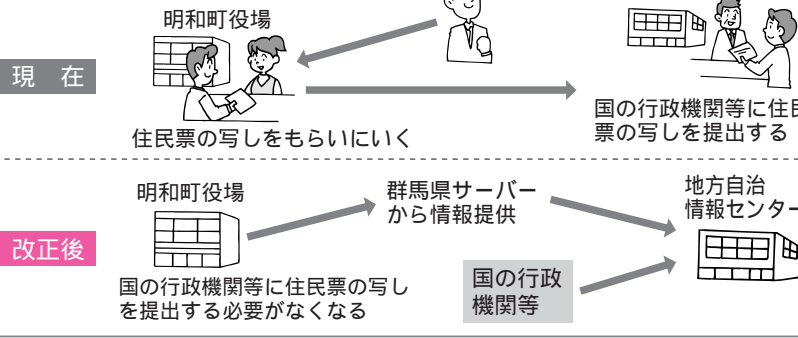 明和町役場
現 在
住民票の写しをもらいにいく
国の行政機関等に住民
票の写しを提出する
明和町役場
群馬県サーバー
から情報提供
地方自治
情報センター
改正後
国の行政機関等に住民票の写し
を提出する必要がなくなる
国の行政
機関等